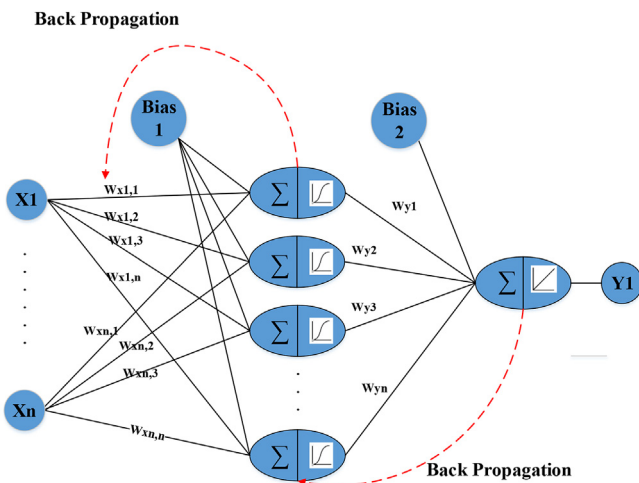 Back Propagation
Bias
1
Bias
2
X1
Wx1,1
Wx1,2
Wx1,3
Wx1,n
∑
Wy1
∑
Wy2
∑
Y1
∑
Wy3
Wxn,1
Wxn,2
Wxn,3
Xn
Wxn,n
Wyn
∑
Back Propagation